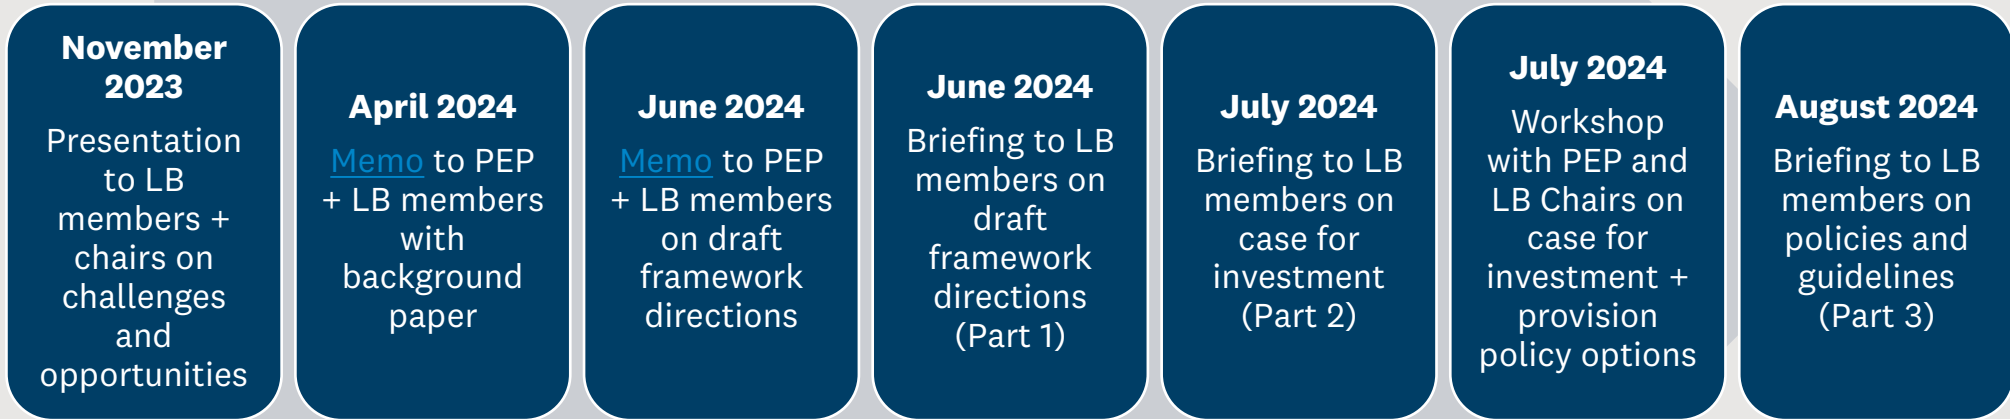 November
2023
Presentation
to LB
members +
chairs on
challenges
and
opportunities
April 2024
Memo to PEP
+ LB members
with
background
paper
June 2024
Memo to PEP
+ LB members
on draft
framework
directions
June 2024
Briefing to LB
members on
draft
framework
directions
(Part 1)
July 2024
Briefing to LB
members on
case for
investment
(Part 2)
July 2024
Workshop
with PEP and
LB Chairs on
case for
investment +
provision
policy options
August 2024
Briefing to LB
members on
policies and
guidelines
(Part 3)